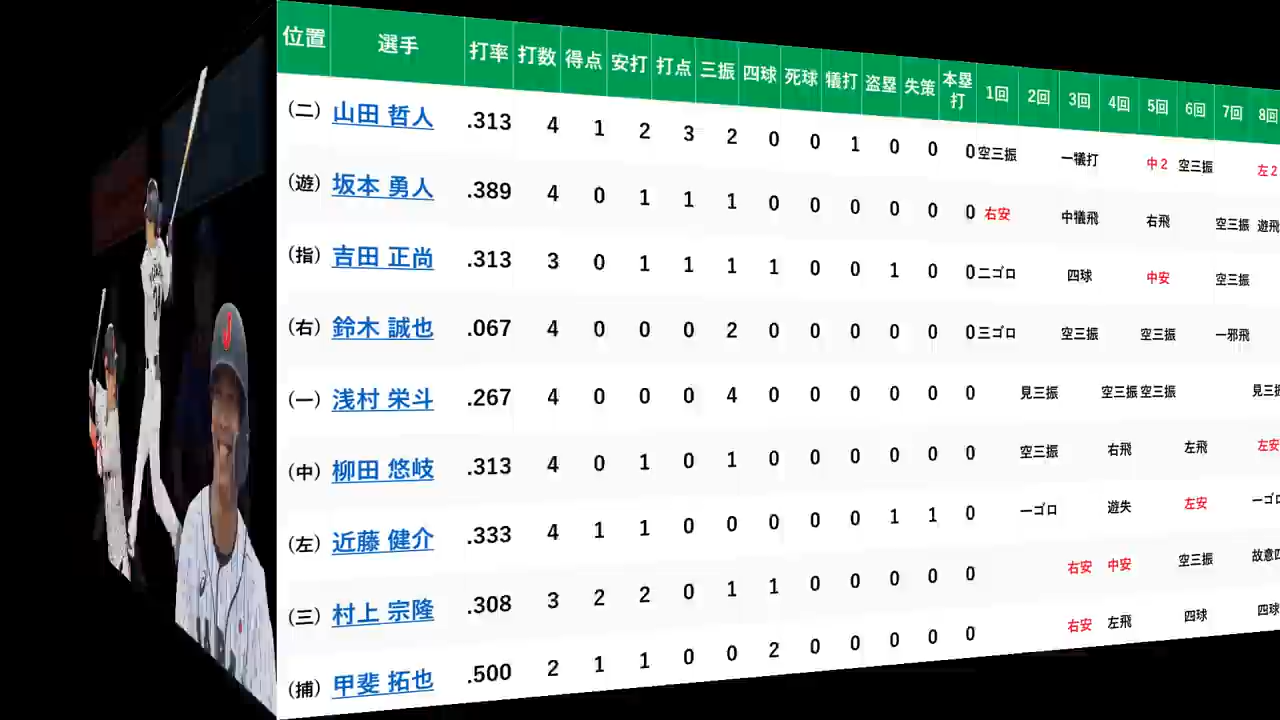 位置 選手 打率 打数 得点 安打 打点 三振 四球 死球 犠打 盗塁 失策 本塁打 1回 2回 3回 4回 5回 6回 7回 8回
(二) 山田 哲人 .313 4 1 2 3 2 0 0 1 0 0 0 空三振 一犠打 中2 空三振 左2
(遊) 坂本 勇人 .389 4 0 1 1 1 0 0 0 0 0 0 右安 中犠飛 右飛 空三振 遊飛
(指) 吉田 正尚 .313 3 0 1 1 1 1 0 0 1 0 0 二ゴロ 四球 中安 空三振
(右) 鈴木 誠也 .067 4 0 0 0 2 0 0 0 0 0 0 三ゴロ 空三振 空三振 一邪飛
(一) 浅村 栄斗 .267 4 0 0 0 4 0 0 0 0 0 0 見三振 空三振 空三振 見三振
(中) 柳田 悠岐 .313 4 0 1 0 1 0 0 0 0 0 0 空三振 右飛 左飛 左安
(左) 近藤 健介 .333 4 1 1 0 0 0 0 0 1 1 0 一ゴロ 遊失 左安 一ゴロ
(三) 村上 宗隆 .308 3 2 2 0 1 1 0 0 0 0 0 右安 中安 空三振 故意四
(捕) 甲斐 拓也 .500 2 1 1 0 0 2 0 0 0 0 0 右安 左飛 四球 四球